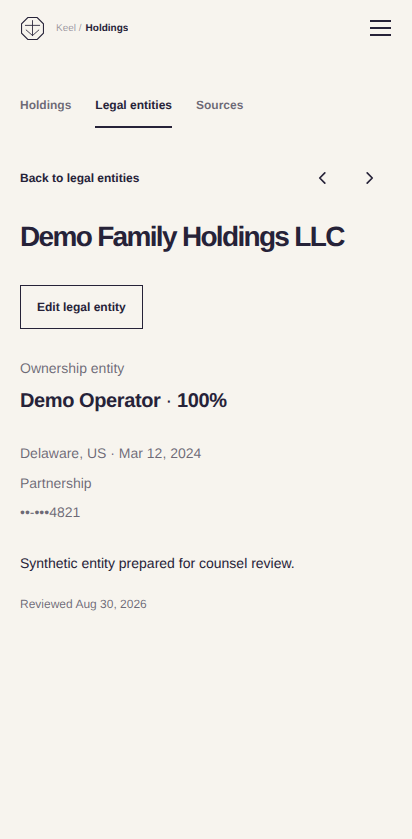 Keel / Holdings
Holdings Legal entities Sources
Back to legal entities
Demo Family Holdings LLC
Edit legal entity
Ownership entity
Demo Operator · 100%
Delaware, US · Mar 12, 2024
Partnership
••-•••4821
Synthetic entity prepared for counsel review.
Reviewed Aug 30, 2026